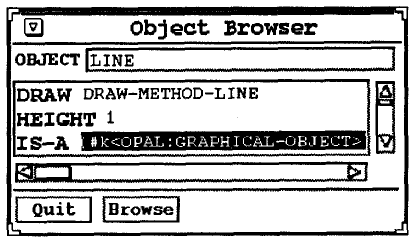 Object Browser
OBJECT LINE
DRAW DRAW-METHOD-LINE
HEIGHT 1
IS-A #k<OPAL:GRAPHICAL-OBJECT>
Quit Browse